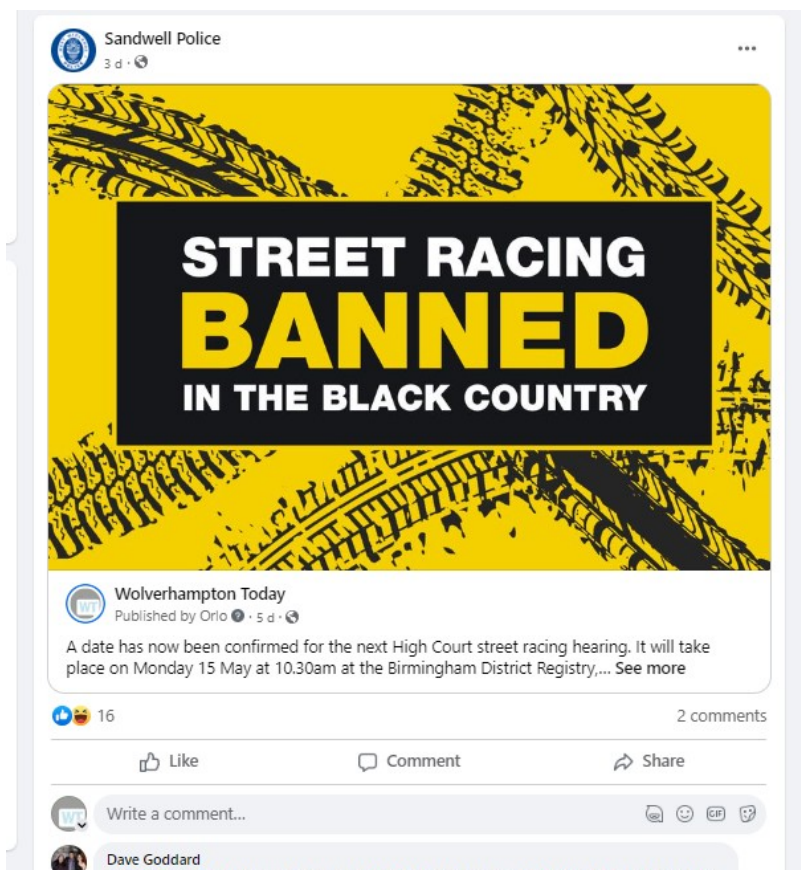 Sandwell Police
3 d ·
STREET RACING
BANNED
IN THE BLACK COUNTRY
Wolverhampton Today
Published by Orlo · 5 d ·
A date has now been confirmed for the next High Court street racing hearing. It will take
place on Monday 15 May at 10.30am at the Birmingham District Registry,... See more
16
2 comments
Like
Comment
Share
WT
Write a comment...
GIF
Dave Goddard